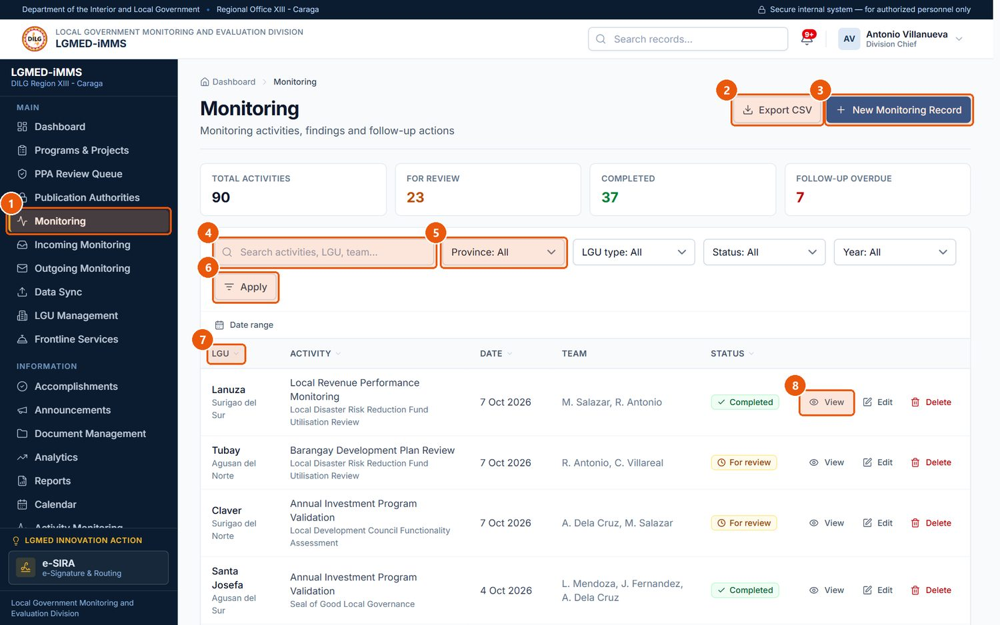 Department of the Interior and Local Government • Regional Office XIII - Caraga
Secure internal system — for authorized personnel only
DILG
LOCAL GOVERNMENT MONITORING AND EVALUATION DIVISION
LGMED-iMMS
Search records...
9+
AV
Antonio Villanueva
Division Chief
LGMED-iMMS
DILG Region XIII - Caraga
MAIN
Dashboard
Programs & Projects
PPA Review Queue
Publication Authorities
1
Monitoring
Incoming Monitoring
Outgoing Monitoring
Data Sync
LGU Management
Frontline Services
INFORMATION
Accomplishments
Announcements
Document Management
Analytics
Reports
Calendar
Activity Monitoring
LGMED INNOVATION ACTION
e-SIRA
e-Signature & Routing
Local Government Monitoring and
Evaluation Division
Dashboard > Monitoring
Monitoring
Monitoring activities, findings and follow-up actions
2
Export CSV
3
+ New Monitoring Record
TOTAL ACTIVITIES
90
FOR REVIEW
23
COMPLETED
37
FOLLOW-UP OVERDUE
7
4
Search activities, LGU, team...
5
Province: All
LGU type: All
Status: All
Year: All
6
Apply
Date range
7
LGU ACTIVITY DATE TEAM STATUS
Lanuza
Surigao del
Sur
Local Revenue Performance
Monitoring
Local Disaster Risk Reduction Fund
Utilisation Review
7 Oct 2026
M. Salazar, R. Antonio
Completed
8
View
Edit
Delete
Tubay
Agusan del
Norte
Barangay Development Plan Review
Local Disaster Risk Reduction Fund
Utilisation Review
7 Oct 2026
R. Antonio, C. Villareal
For review
View
Edit
Delete
Claver
Surigao del
Norte
Annual Investment Program
Validation
Local Development Council Functionality
Assessment
7 Oct 2026
A. Dela Cruz, M. Salazar
For review
View
Edit
Delete
Santa
Josefa
Agusan del
Sur
Annual Investment Program
Validation
Seal of Good Local Governance
4 Oct 2026
L. Mendoza, J. Fernandez,
A. Dela Cruz
Completed
View
Edit
Delete